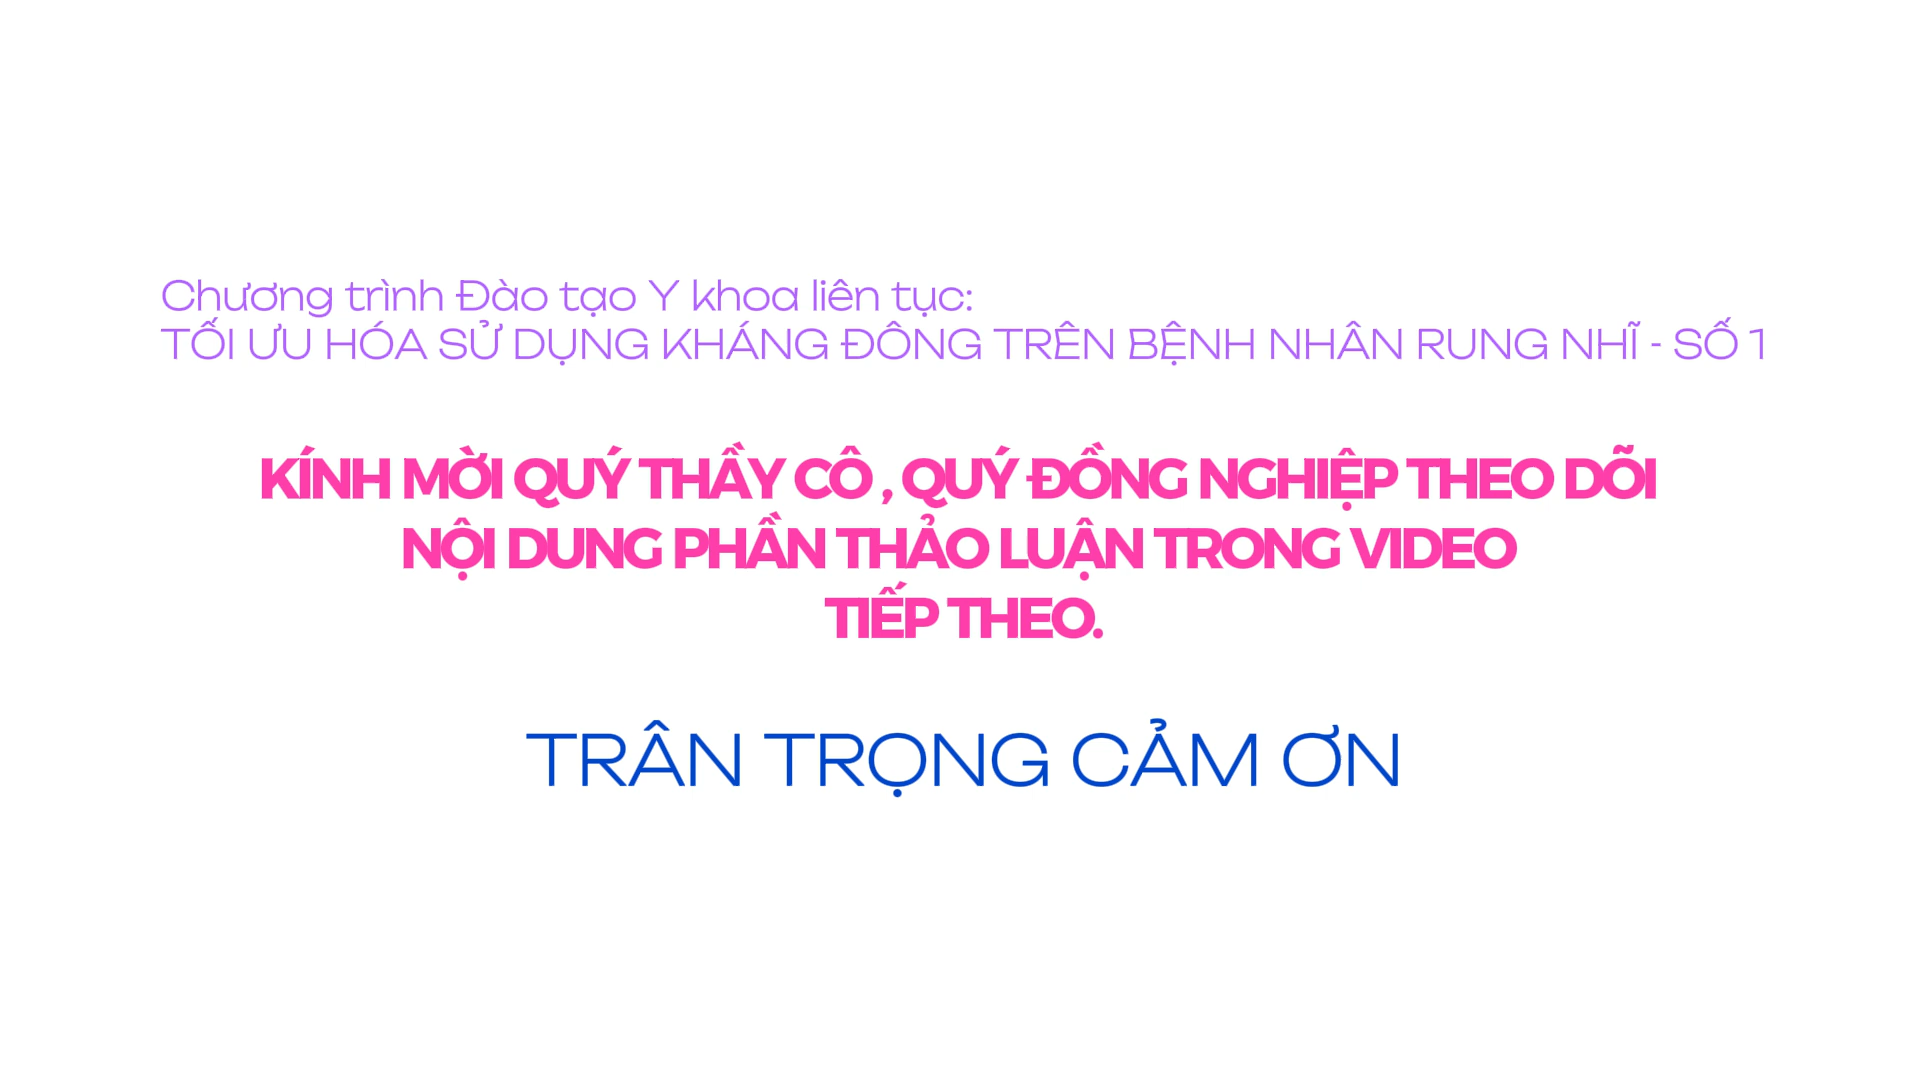 Chương trình Đào tạo Y khoa liên tục:
TỐI ƯU HÓA SỬ DỤNG KHÁNG ĐÔNG TRÊN BỆNH NHÂN RUNG NHĨ - SỐ 1
KÍNH MỜI QUÝ THẦY CÔ , QUÝ ĐỒNG NGHIỆP THEO DÕI
NỘI DUNG PHẦN THẢO LUẬN TRONG VIDEO
TIẾP THEO.
TRÂN TRỌNG CẢM ƠN